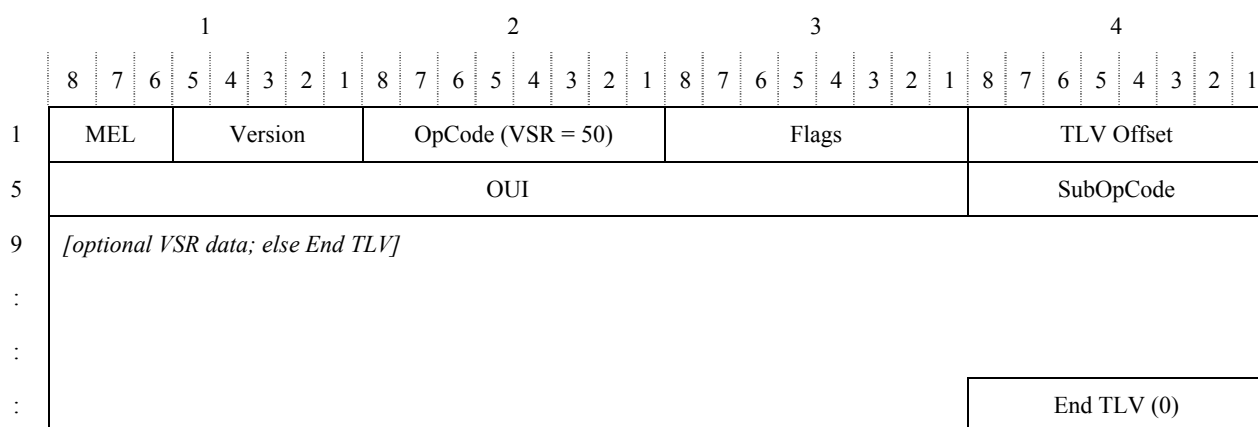 1 2 3 4
8 7 6 5 4 3 2 1 8 7 6 5 4 3 2 1 8 7 6 5 4 3 2 1 8 7 6 5 4 3 2 1
1 MEL Version OpCode (VSR = 50) Flags TLV Offset
5 OUI SubOpCode
9 [optional VSR data; else End TLV]
:
:
: End TLV (0)